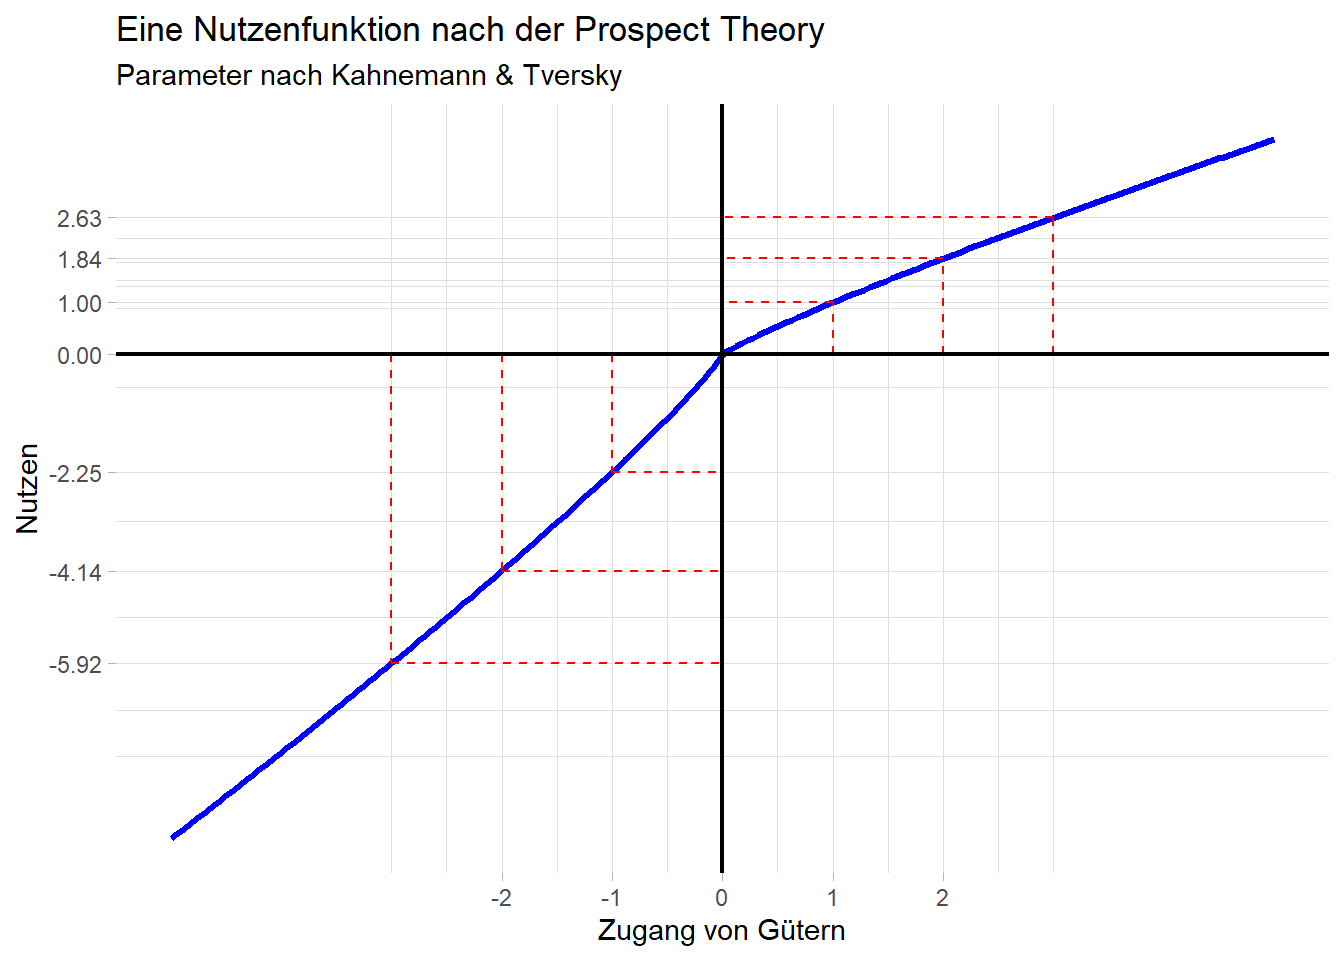 Eine Nutzenfunktion nach der Prospect Theory
Parameter nach Kahnemann & Tversky
2.63
1.84
1.00
0.00
-2.25
-4.14
-5.92
Nutzen
-2 -1 0 1 2
Zugang von Gütern